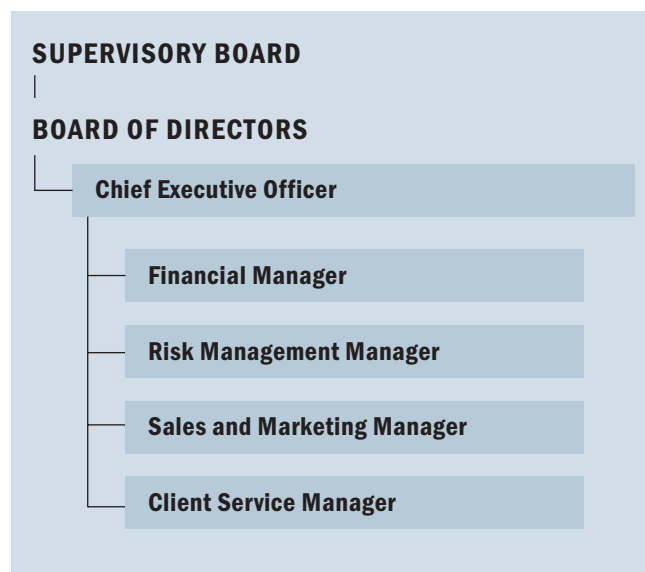 SUPERVISORY BOARD
BOARD OF DIRECTORS
Chief Executive Officer
Financial Manager
Risk Management Manager
Sales and Marketing Manager
Client Service Manager